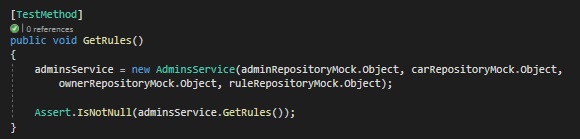 [TestMethod]
| 0 references
public void GetRules()
{
adminsService = new AdminsService(adminRepositoryMock.Object, carRepositoryMock.Object,
ownerRepositoryMock.Object, ruleRepositoryMock.Object);
Assert.IsNotNull(adminsService.GetRules());
}